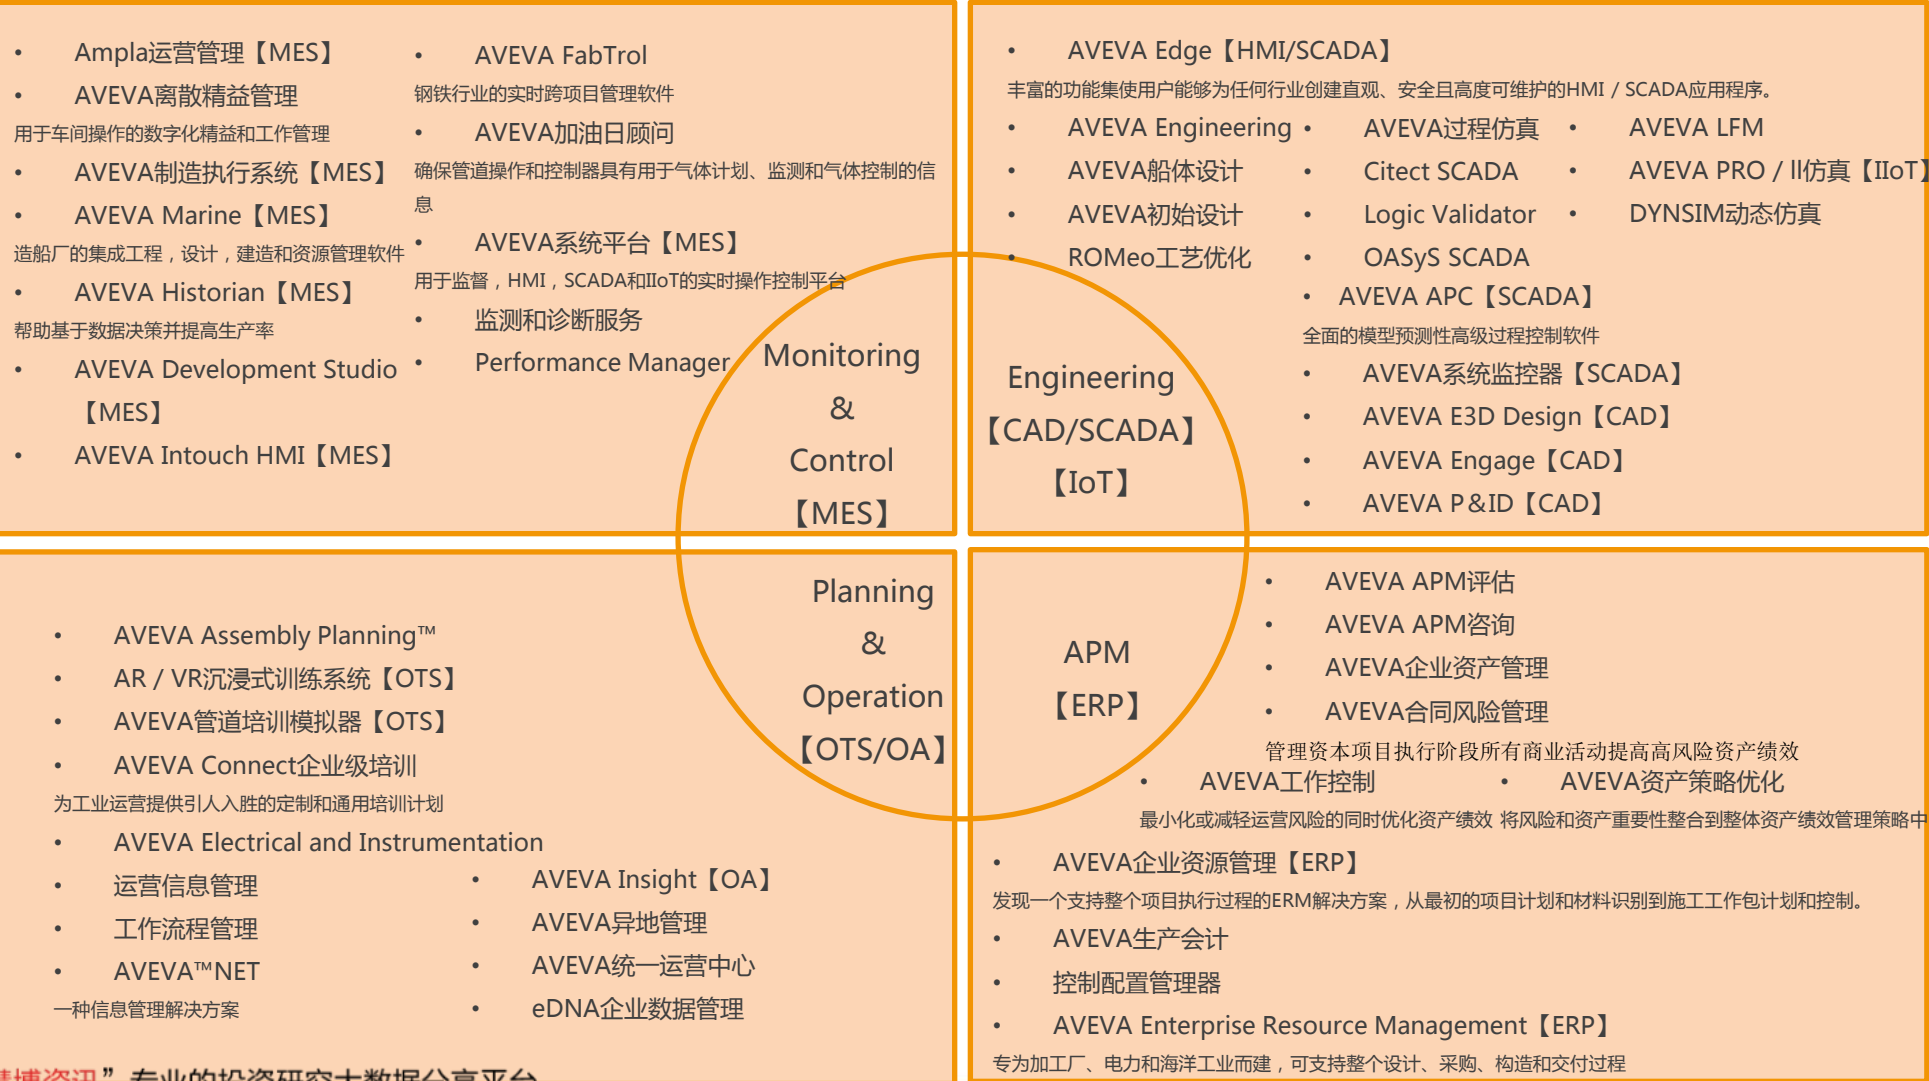 Ampla运营管理【MES】
AVEVA离散精益管理
用于车间操作的数字化精益和工作管理
AVEVA制造执行系统【MES】
AVEVA Marine【MES】
造船厂的集成工程，设计，建造和资源管理软件
AVEVA Historian【MES】
帮助基于数据决策并提高生产率
AVEVA Development Studio
【MES】
AVEVA Intouch HMI【MES】
AVEVA FabTrol
钢铁行业的实时跨项目管理软件
AVEVA加油日顾问
确保管道操作和控制器具有用于气体计划、监测和气体控制的信
息
AVEVA系统平台【MES】
用于监督，HMI，SCADA和IIoT的实时操作控制平台
监测和诊断服务
Performance Manager
Monitoring
&
Control
【MES】
AVEVA Edge【HMI/SCADA】
丰富的功能集使用户能够为任何行业创建直观、安全且高度可维护的HMI / SCADA应用程序。
AVEVA Engineering
AVEVA船体设计
AVEVA初始设计
ROMeo工艺优化
AVEVA过程仿真
Citect SCADA
Logic Validator
OASyS SCADA
AVEVA LFM
AVEVA PRO / ll仿真【IIoT】
DYNSIM动态仿真
AVEVA APC【SCADA】
全面的模型预测性高级过程控制软件
AVEVA系统监控器【SCADA】
AVEVA E3D Design【CAD】
AVEVA Engage【CAD】
AVEVA P&ID【CAD】
Engineering
【CAD/SCADA】
【IoT】
Planning
&
Operation
【OTS/OA】
AVEVA Assembly Planning™
AR / VR沉浸式训练系统【OTS】
AVEVA管道培训模拟器【OTS】
AVEVA Connect企业级培训
为工业运营提供引人入胜的定制和通用培训计划
AVEVA Electrical and Instrumentation
运营信息管理
工作流程管理
AVEVA™NET
一种信息管理解决方案
AVEVA Insight【OA】
AVEVA异地管理
AVEVA统一运营中心
eDNA企业数据管理
APM
【ERP】
AVEVA APM评估
AVEVA APM咨询
AVEVA企业资产管理
AVEVA合同风险管理
管理资本项目执行阶段所有商业活动提高高风险资产绩效
AVEVA工作控制
AVEVA资产策略优化
最小化或减轻运营风险的同时优化资产绩效 将风险和资产重要性整合到整体资产绩效管理策略中
AVEVA企业资源管理【ERP】
发现一个支持整个项目执行过程的ERM解决方案，从最初的项目计划和材料识别到施工工作包计划和控制。
AVEVA生产会计
控制配置管理器
AVEVA Enterprise Resource Management【ERP】
专为加工厂、电力和海洋工业而建，可支持整个设计、采购、构造和交付过程
博资讯”专业的投资研究大数据分享平台